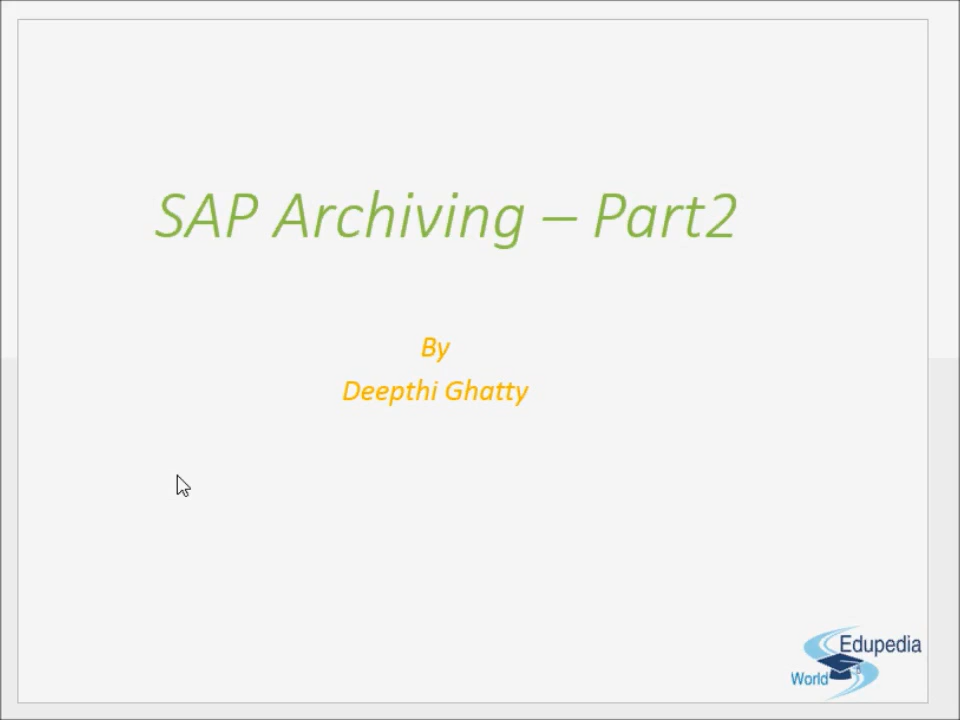 SAP Archiving – Part2
By
Deepthi Ghatty
Edupedia
World